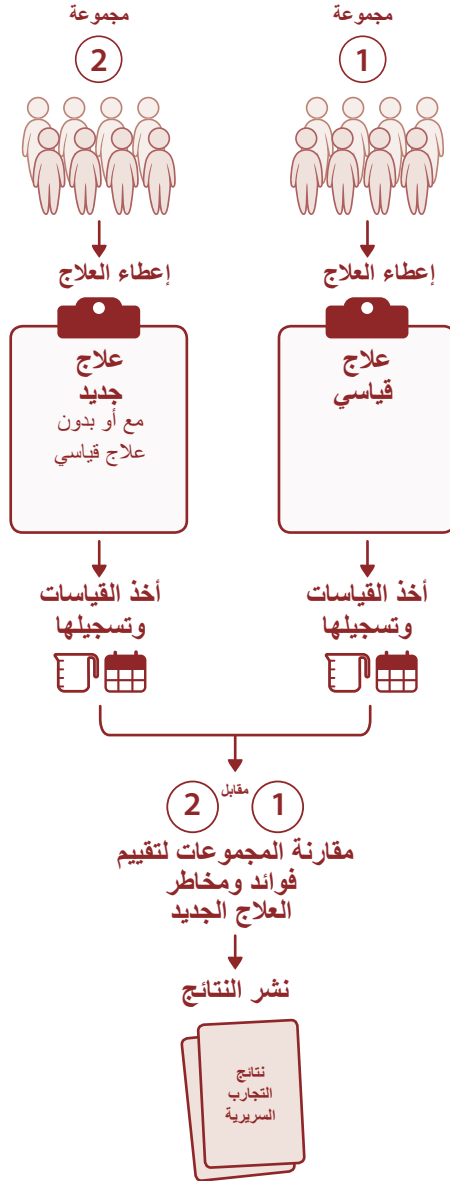 مجموعة
1
مجموعة
2
إعطاء العلاج
إعطاء العلاج
علاج
قياسي
علاج
جديد
مع أو بدون
علاج قياسي
أخذ القياسات
وتسجيلها
أخذ القياسات
وتسجيلها
1 مقابل 2
مقارنة المجموعات لتقييم
فوائد ومخاطر
العلاج الجديد
نشر النتائج
نتائج
التجارب
السريرية